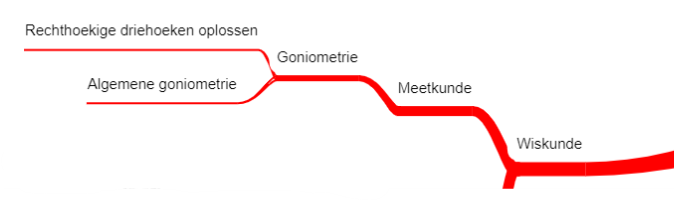 Rechthoekige driehoeken oplossen
Goniometrie
Algemene goniometrie
Meetkunde
Wiskunde